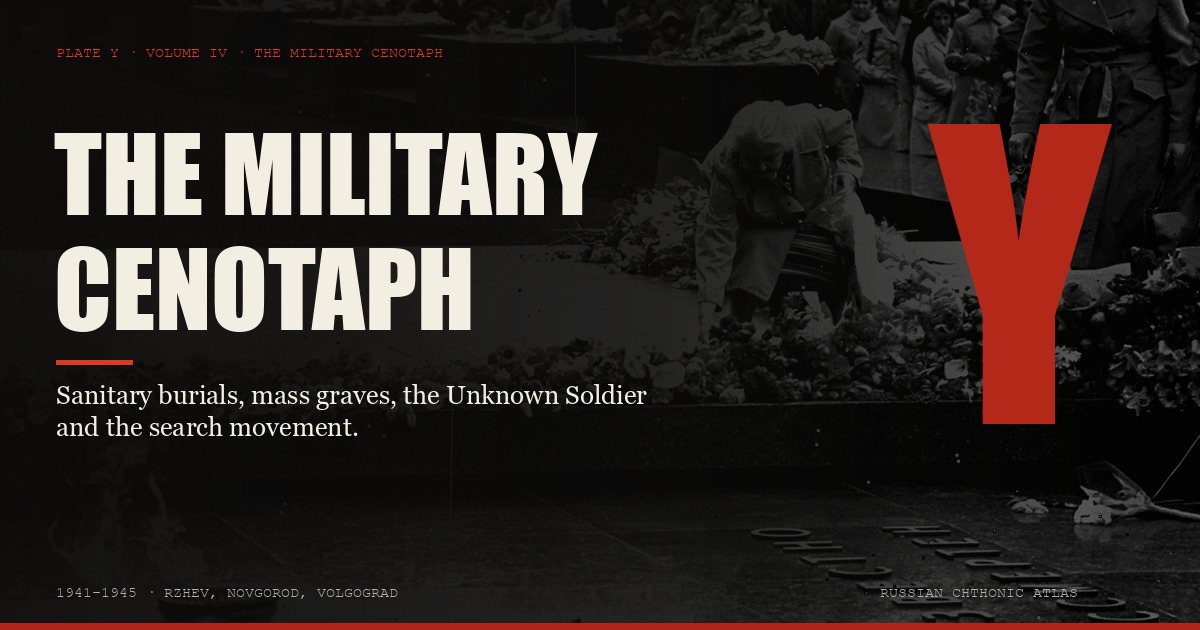 PLATE Y · VOLUME IV · THE MILITARY CENOTAPH
THE MILITARY
CENOTAPH
Y
Sanitary burials, mass graves, the Unknown Soldier
and the search movement.
1941–1945 · RZHEV, NOVGOROD, VOLGOGRAD
RUSSIAN CHTHONIC ATLAS